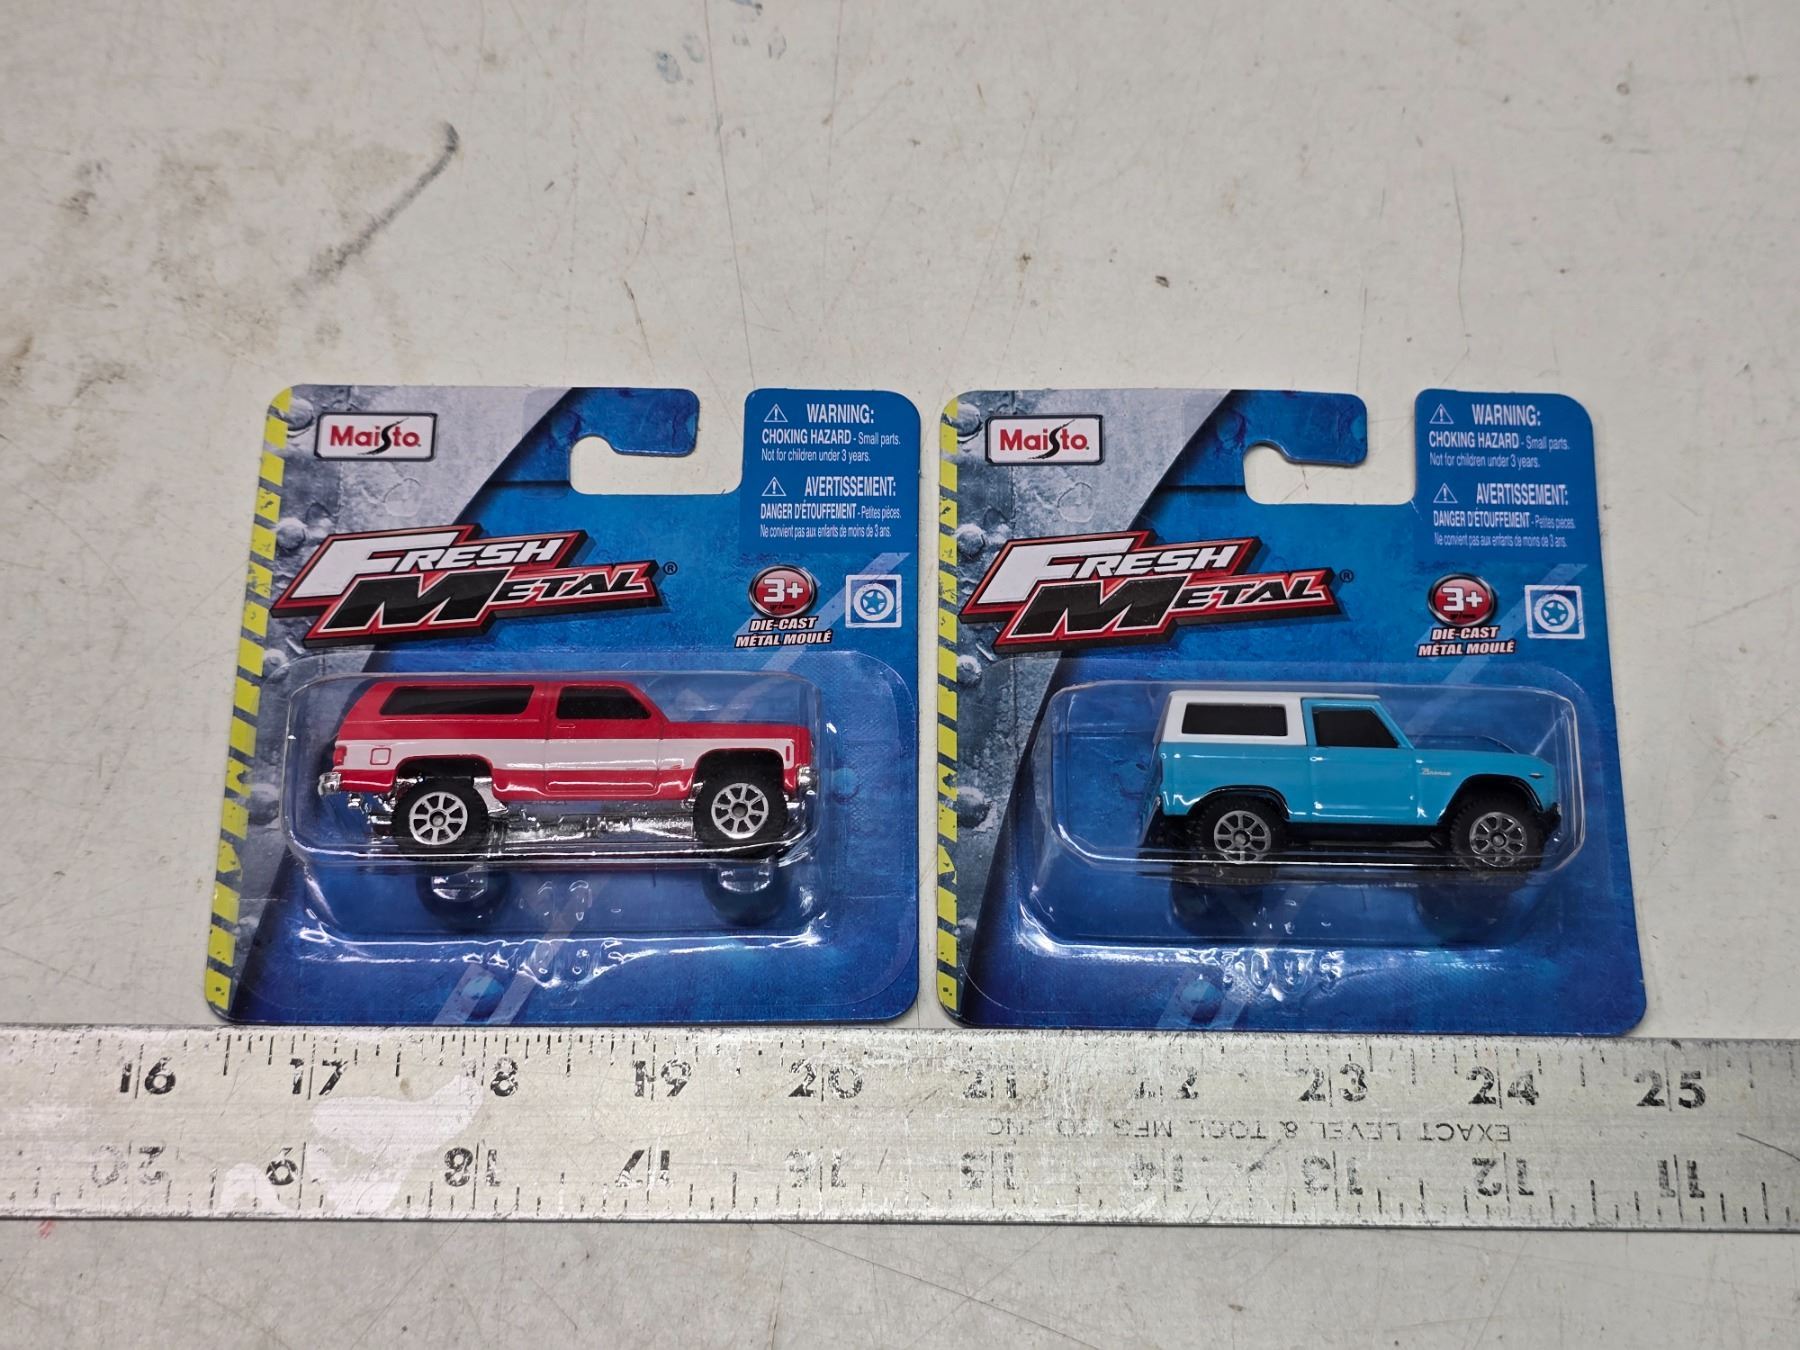 Maisto
WARNING:
CHOKING HAZARD - Small parts.
Not for children under 3 years.
AVERTISSEMENT:
DANGER D'ÉTOUFFEMENT - Petites pièces.
Ne convient pas aux enfants de moins de 3 ans.
FRESH
METAL®
3+
DIE-CAST
MÉTAL MOULÉ
Maisto
WARNING:
CHOKING HAZARD - Small parts.
Not for children under 3 years.
AVERTISSEMENT:
DANGER D'ÉTOUFFEMENT - Petites pièces.
Ne convient pas aux enfants de moins de 3 ans.
FRESH
METAL®
3+
DIE-CAST
MÉTAL MOULÉ
Bronco
16 17 18 19 20 21 22 23 24 25
EXACT LEVEL & TOOL MFG. CO. INC.
20 19 18 17 16 15 14 13 12 11